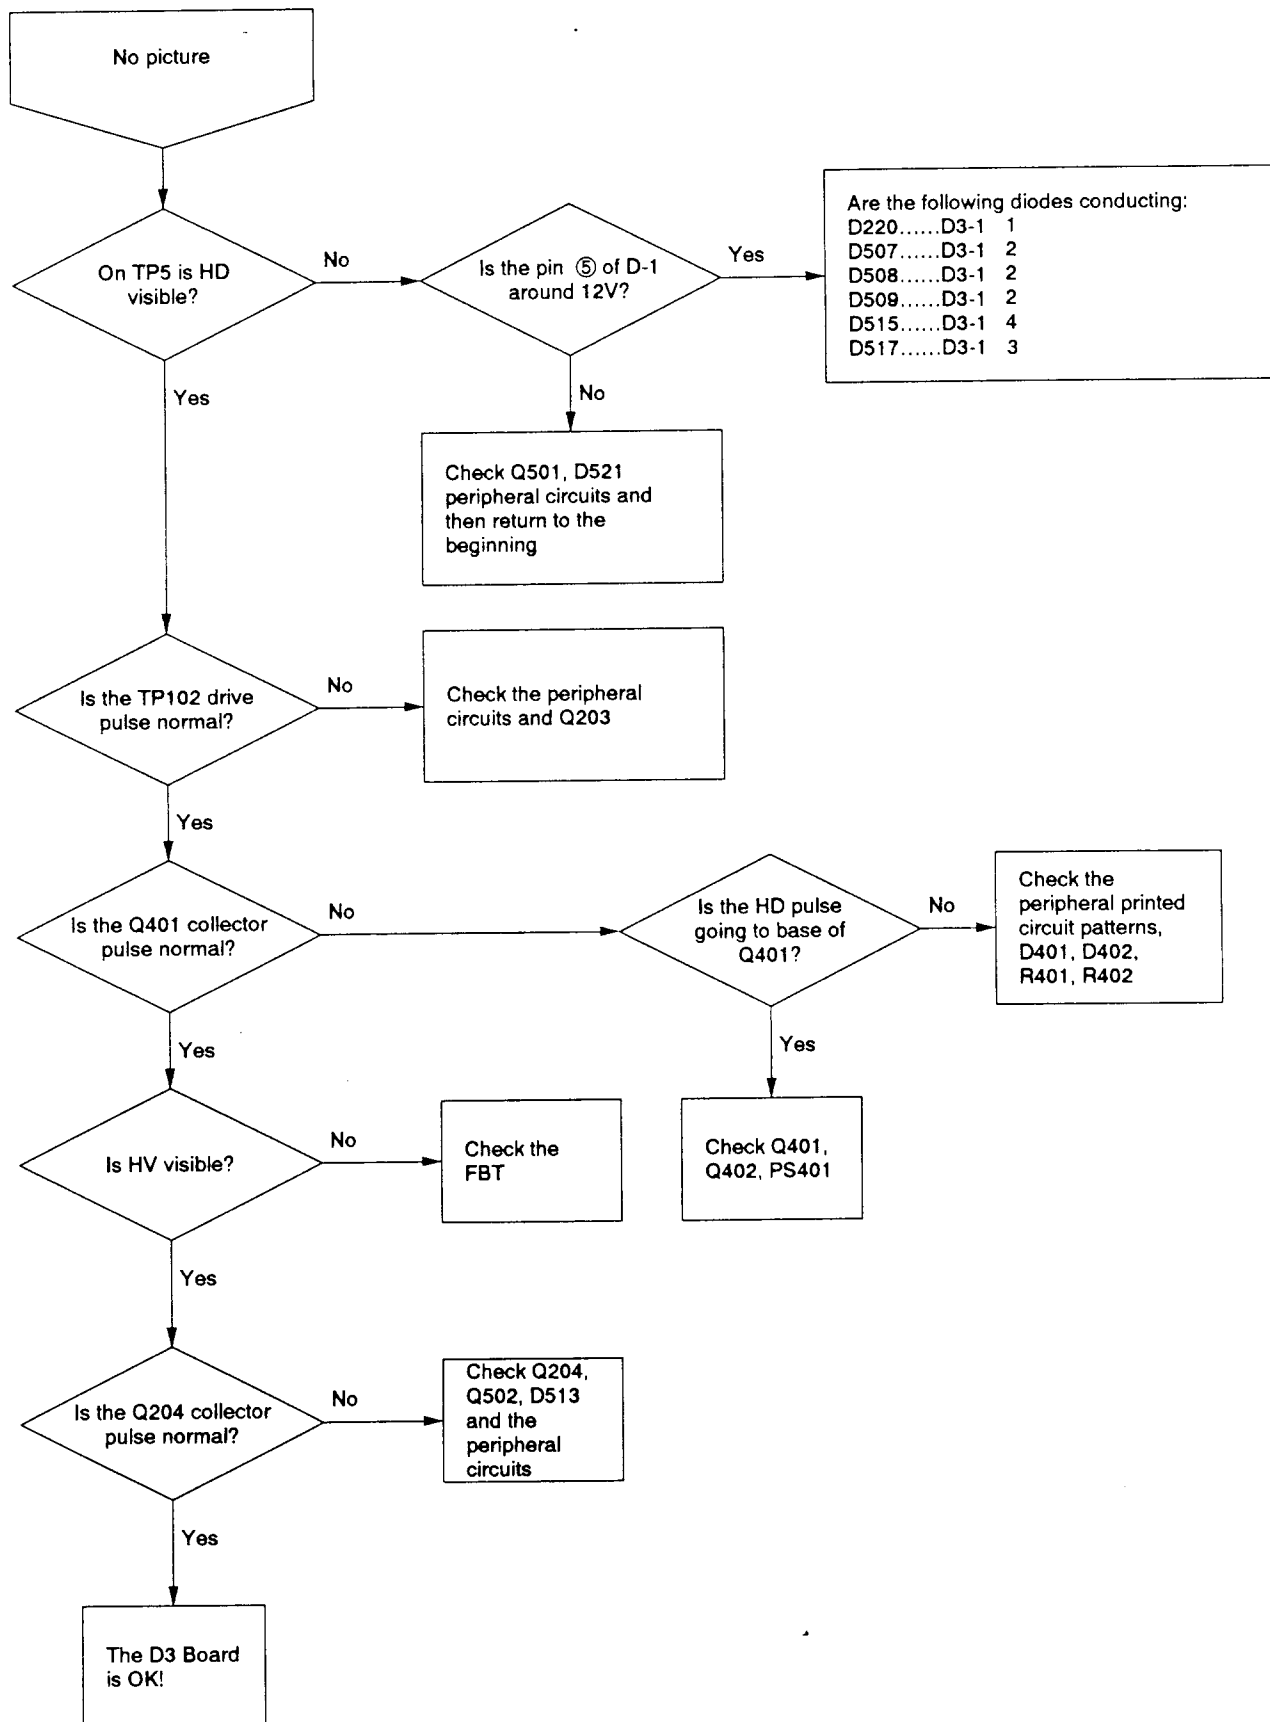 No picture
On TP5 is HD
visible?
No
Is the pin ⑤ of D-1
around 12V?
Yes
Are the following diodes conducting:
D220......D3-1 1
D507......D3-1 2
D508......D3-1 2
D509......D3-1 2
D515......D3-1 4
D517......D3-1 3
Yes
No
Check Q501, D521
peripheral circuits and
then return to the
beginning
Is the TP102 drive
pulse normal?
No
Check the peripheral
circuits and Q203
Yes
Is the Q401 collector
pulse normal?
No
Is the HD pulse
going to base of
Q401?
No
Check the
peripheral printed
circuit patterns,
D401, D402,
R401, R402
Yes
Yes
Is HV visible?
No
Check the
FBT
Check Q401,
Q402, PS401
Yes
Is the Q204 collector
pulse normal?
No
Check Q204,
Q502, D513
and the
peripheral
circuits
Yes
The D3 Board
is OK!